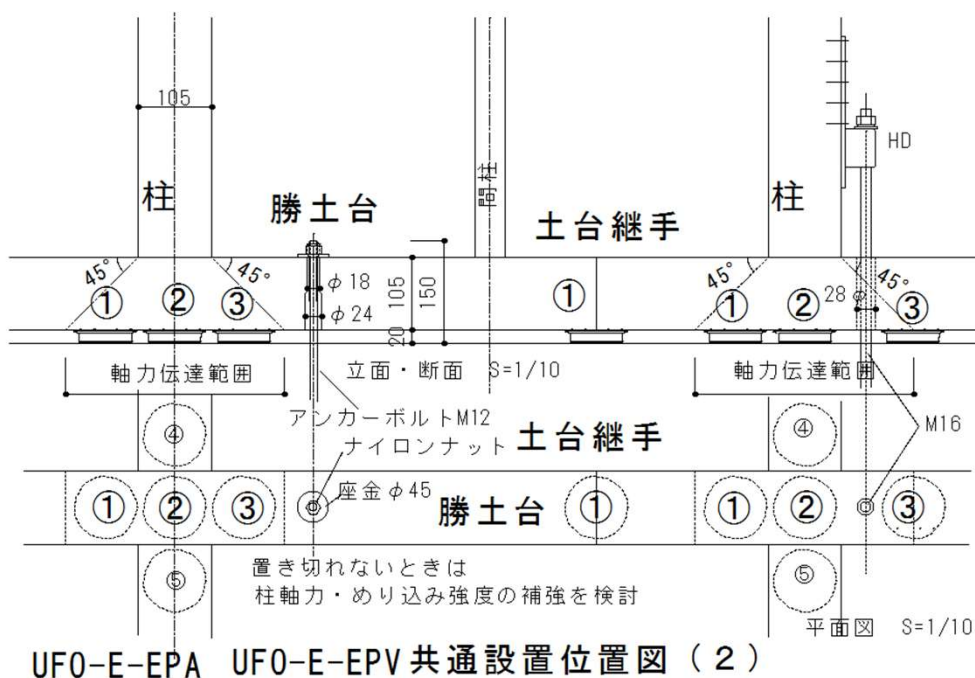 105
HD
柱
勝土台
間柱
土台継手
柱
45°
45°
φ18
105
150
45°
45°
① ② ③
φ24
①
① ②
28φ
③
20
軸力伝達範囲
立面・断面 S=1/10
軸力伝達範囲
アンカーボルトM12
M16
④
ナイロンナット
土台継手
④
座金φ45
① ② ③
勝土台
①
① ②
③
⑤
置き切れないときは
柱軸力・めり込み強度の補強を検討
⑤
平面図 S=1/10
UFO-E-EPA UFO-E-EPV共通設置位置図(2)